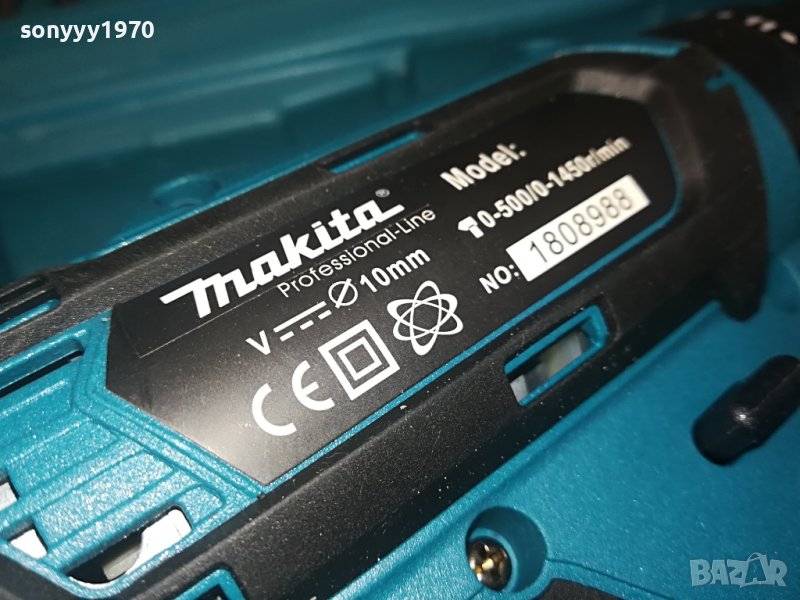 sonyyy1970
makita®
Professional-Line
V ⎓ Ø10mm
CE
Model:
0-500/0-1450r/min
NO: 1808988
BAZAR